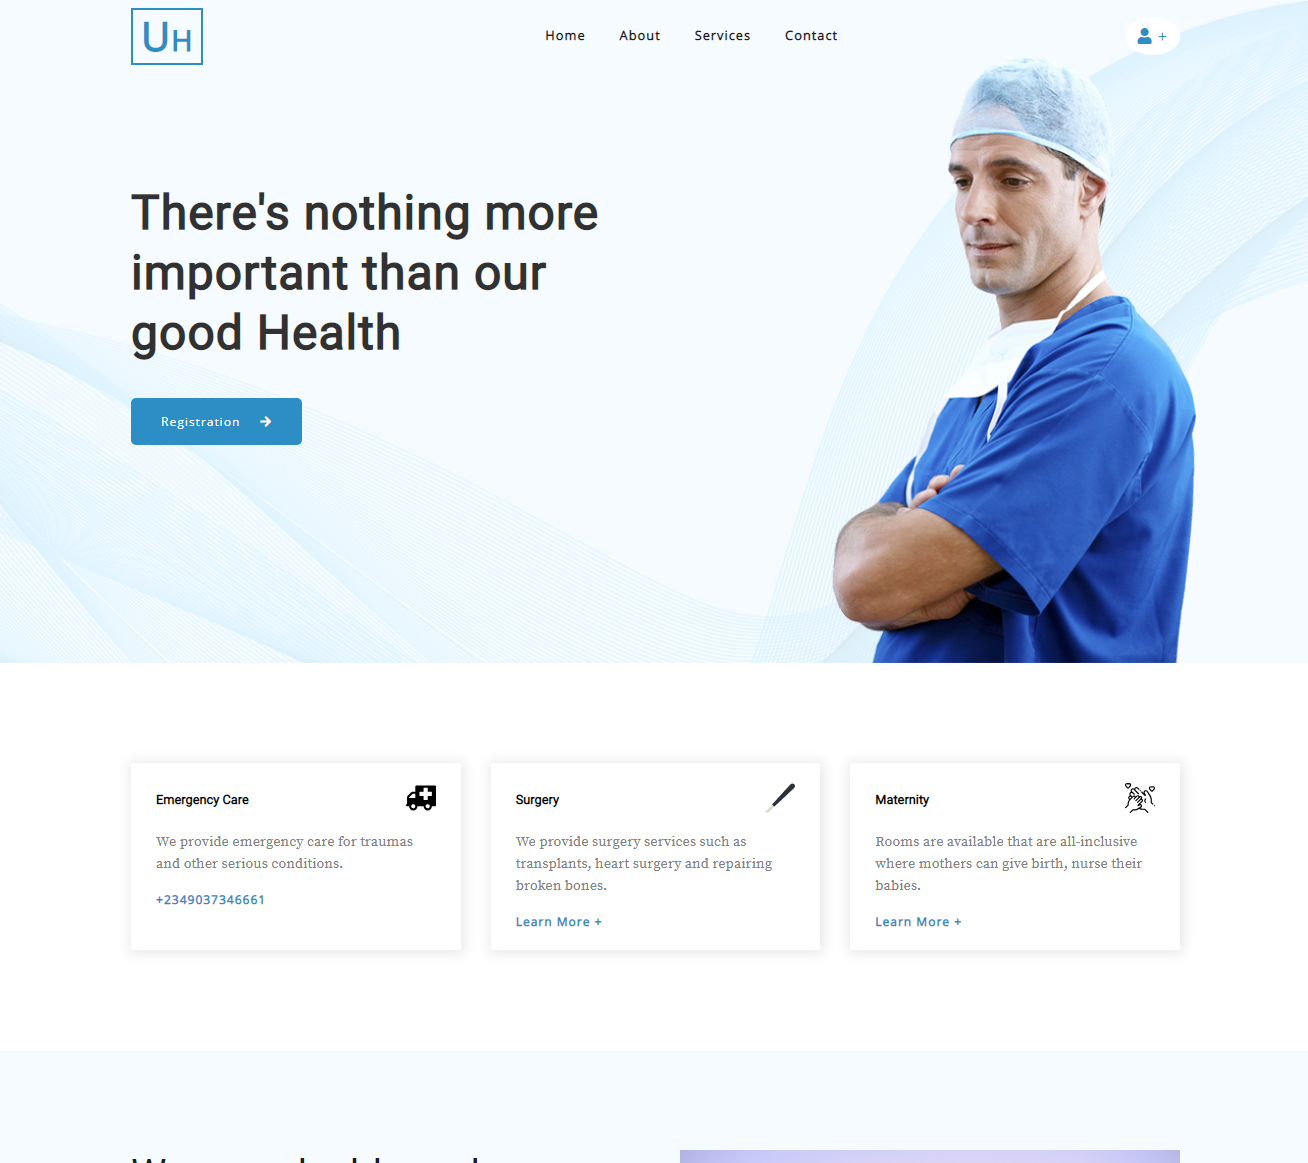 UH
Home About Services Contact
+
There's nothing more
important than our
good Health
Registration
Emergency Care
We provide emergency care for traumas
and other serious conditions.
+2349037346661
Surgery
We provide surgery services such as
transplants, heart surgery and repairing
broken bones.
Learn More +
Maternity
Rooms are available that are all-inclusive
where mothers can give birth, nurse their
babies.
Learn More +